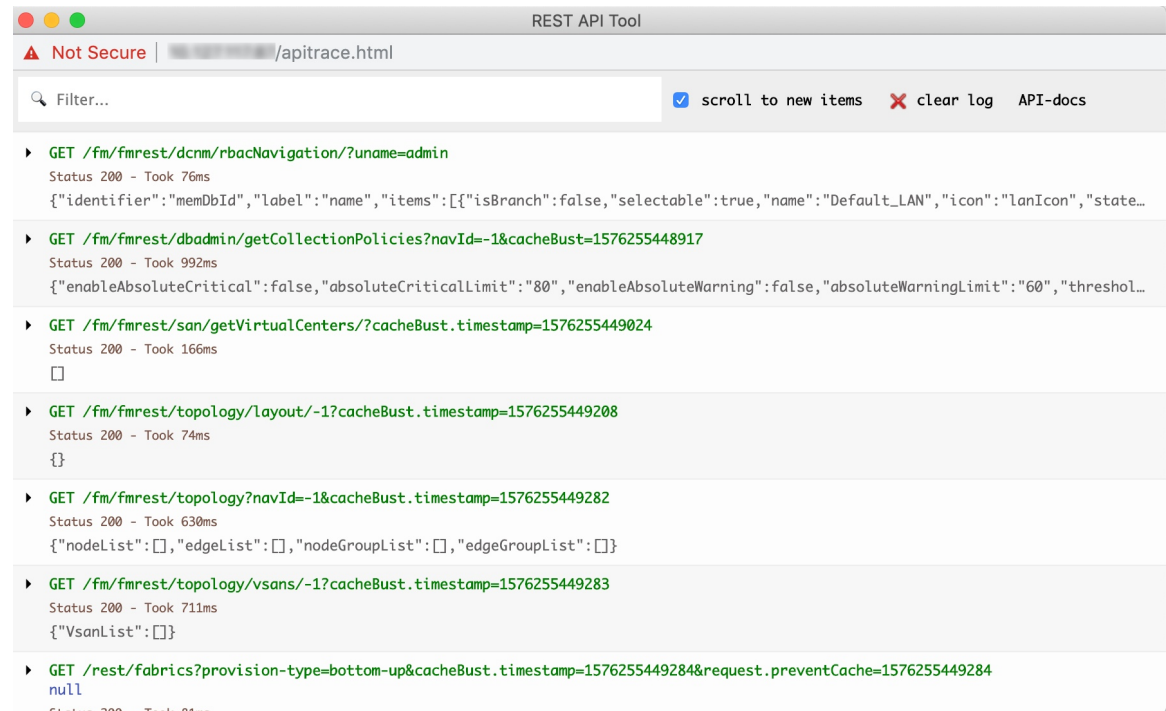 REST API Tool
Not Secure | /apitrace.html
Filter...
scroll to new items clear log API-docs
GET /fm/fmrest/dcnm/rbacNavigation/?uname=admin
Status 200 - Took 76ms
{"identifier":"memDbId","label":"name","items":[{"isBranch":false,"selectable":true,"name":"Default_LAN","icon":"lanIcon","state…
GET /fm/fmrest/dbadmin/getCollectionPolicies?navId=-1&cacheBust=1576255448917
Status 200 - Took 992ms
{"enableAbsoluteCritical":false,"absoluteCriticalLimit":"80","enableAbsoluteWarning":false,"absoluteWarningLimit":"60","threshol…
GET /fm/fmrest/san/getVirtualCenters/?cacheBust.timestamp=1576255449024
Status 200 - Took 166ms
[]
GET /fm/fmrest/topology/layout/-1?cacheBust.timestamp=1576255449208
Status 200 - Took 74ms
{}
GET /fm/fmrest/topology?navId=-1&cacheBust.timestamp=1576255449282
Status 200 - Took 630ms
{"nodeList":[],"edgeList":[],"nodeGroupList":[],"edgeGroupList":[]}
GET /fm/fmrest/topology/vsans/-1?cacheBust.timestamp=1576255449283
Status 200 - Took 711ms
{"VsanList":[]}
GET /rest/fabrics?provision-type=bottom-up&cacheBust.timestamp=1576255449284&request.preventCache=1576255449284
null